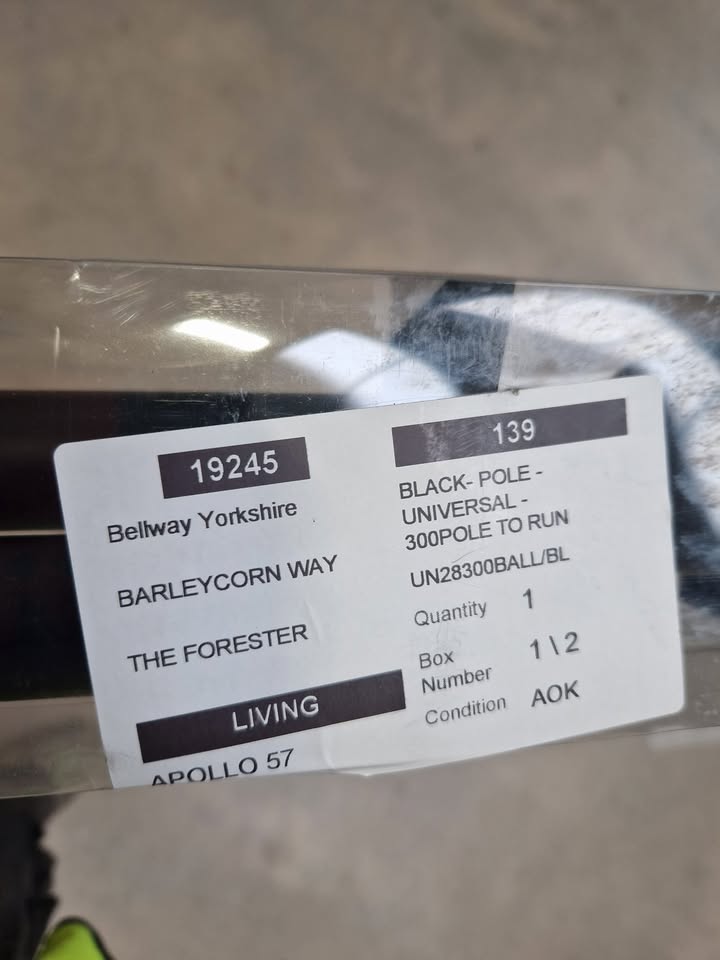 19245
Bellway Yorkshire
BARLEYCORN WAY
THE FORESTER
LIVING
APOLLO 57
139
BLACK- POLE -
UNIVERSAL -
300POLE TO RUN
UN28300BALL/BL
Quantity 1
Box
Number 1 \ 2
Condition AOK